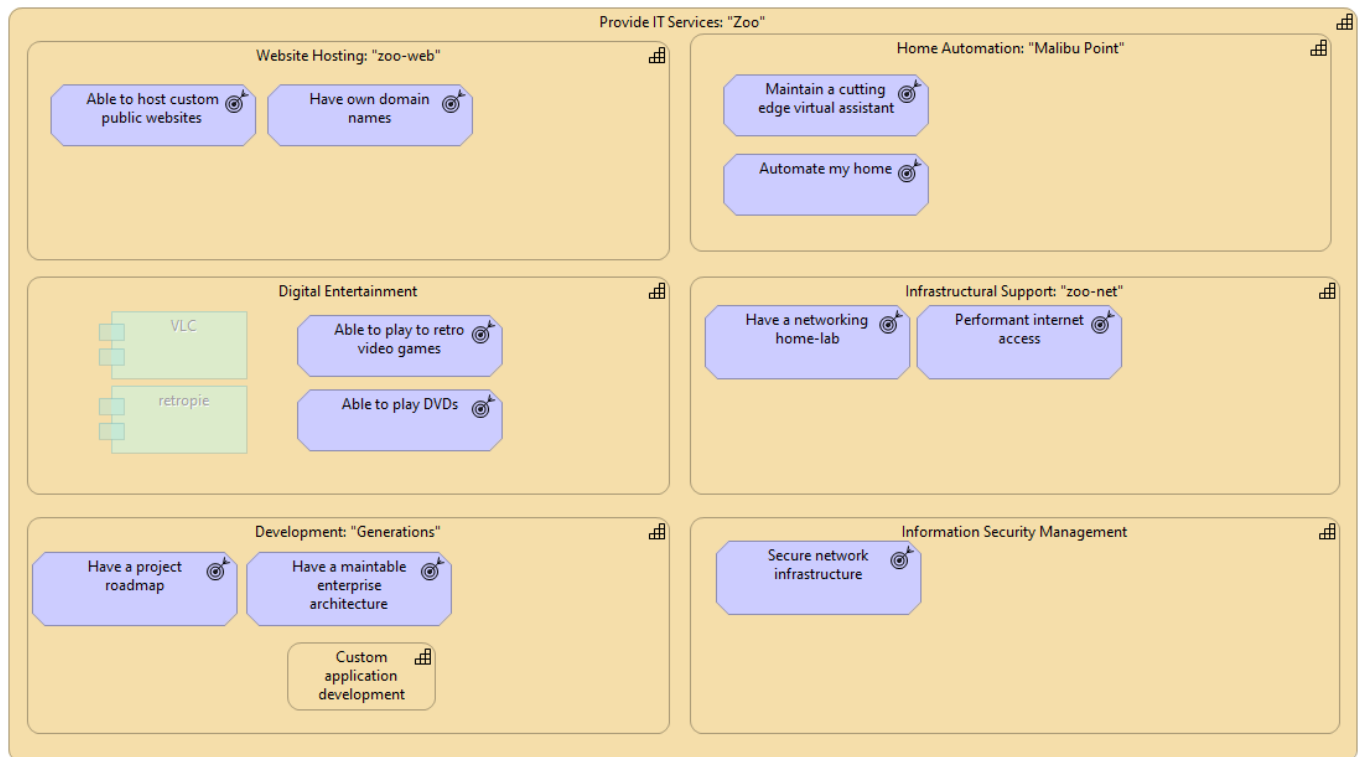 Provide IT Services: "Zoo"
Website Hosting: "zoo-web"
Able to host custom
public websites
Have own domain
names
Home Automation: "Malibu Point"
Maintain a cutting
edge virtual assistant
Automate my home
Digital Entertainment
VLC
retropie
Able to play to retro
video games
Able to play DVDs
Infrastructural Support: "zoo-net"
Have a networking
home-lab
Performant internet
access
Development: "Generations"
Have a project
roadmap
Have a maintable
enterprise
architecture
Custom
application
development
Information Security Management
Secure network
infrastructure